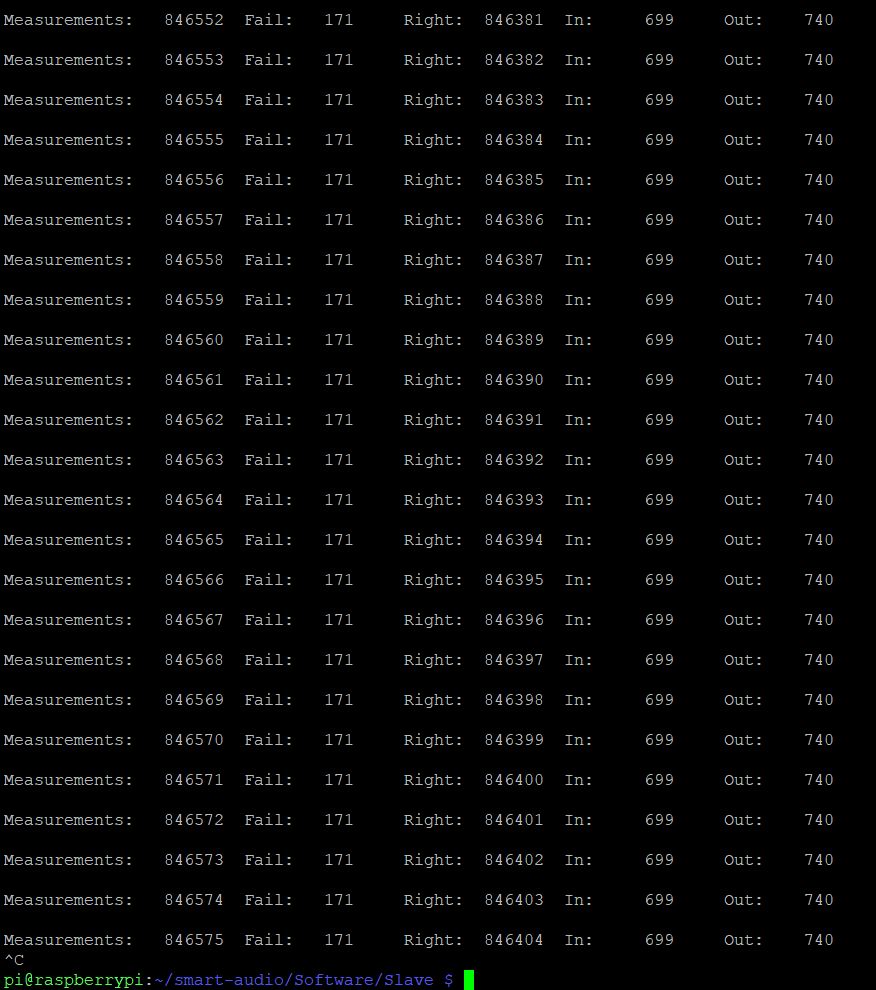 Measurements: 846552 Fail: 171 Right: 846381 In: 699 Out: 740
Measurements: 846553 Fail: 171 Right: 846382 In: 699 Out: 740
Measurements: 846554 Fail: 171 Right: 846383 In: 699 Out: 740
Measurements: 846555 Fail: 171 Right: 846384 In: 699 Out: 740
Measurements: 846556 Fail: 171 Right: 846385 In: 699 Out: 740
Measurements: 846557 Fail: 171 Right: 846386 In: 699 Out: 740
Measurements: 846558 Fail: 171 Right: 846387 In: 699 Out: 740
Measurements: 846559 Fail: 171 Right: 846388 In: 699 Out: 740
Measurements: 846560 Fail: 171 Right: 846389 In: 699 Out: 740
Measurements: 846561 Fail: 171 Right: 846390 In: 699 Out: 740
Measurements: 846562 Fail: 171 Right: 846391 In: 699 Out: 740
Measurements: 846563 Fail: 171 Right: 846392 In: 699 Out: 740
Measurements: 846564 Fail: 171 Right: 846393 In: 699 Out: 740
Measurements: 846565 Fail: 171 Right: 846394 In: 699 Out: 740
Measurements: 846566 Fail: 171 Right: 846395 In: 699 Out: 740
Measurements: 846567 Fail: 171 Right: 846396 In: 699 Out: 740
Measurements: 846568 Fail: 171 Right: 846397 In: 699 Out: 740
Measurements: 846569 Fail: 171 Right: 846398 In: 699 Out: 740
Measurements: 846570 Fail: 171 Right: 846399 In: 699 Out: 740
Measurements: 846571 Fail: 171 Right: 846400 In: 699 Out: 740
Measurements: 846572 Fail: 171 Right: 846401 In: 699 Out: 740
Measurements: 846573 Fail: 171 Right: 846402 In: 699 Out: 740
Measurements: 846574 Fail: 171 Right: 846403 In: 699 Out: 740
Measurements: 846575 Fail: 171 Right: 846404 In: 699 Out: 740
^C
pi@raspberrypi:~/smart-audio/Software/Slave $